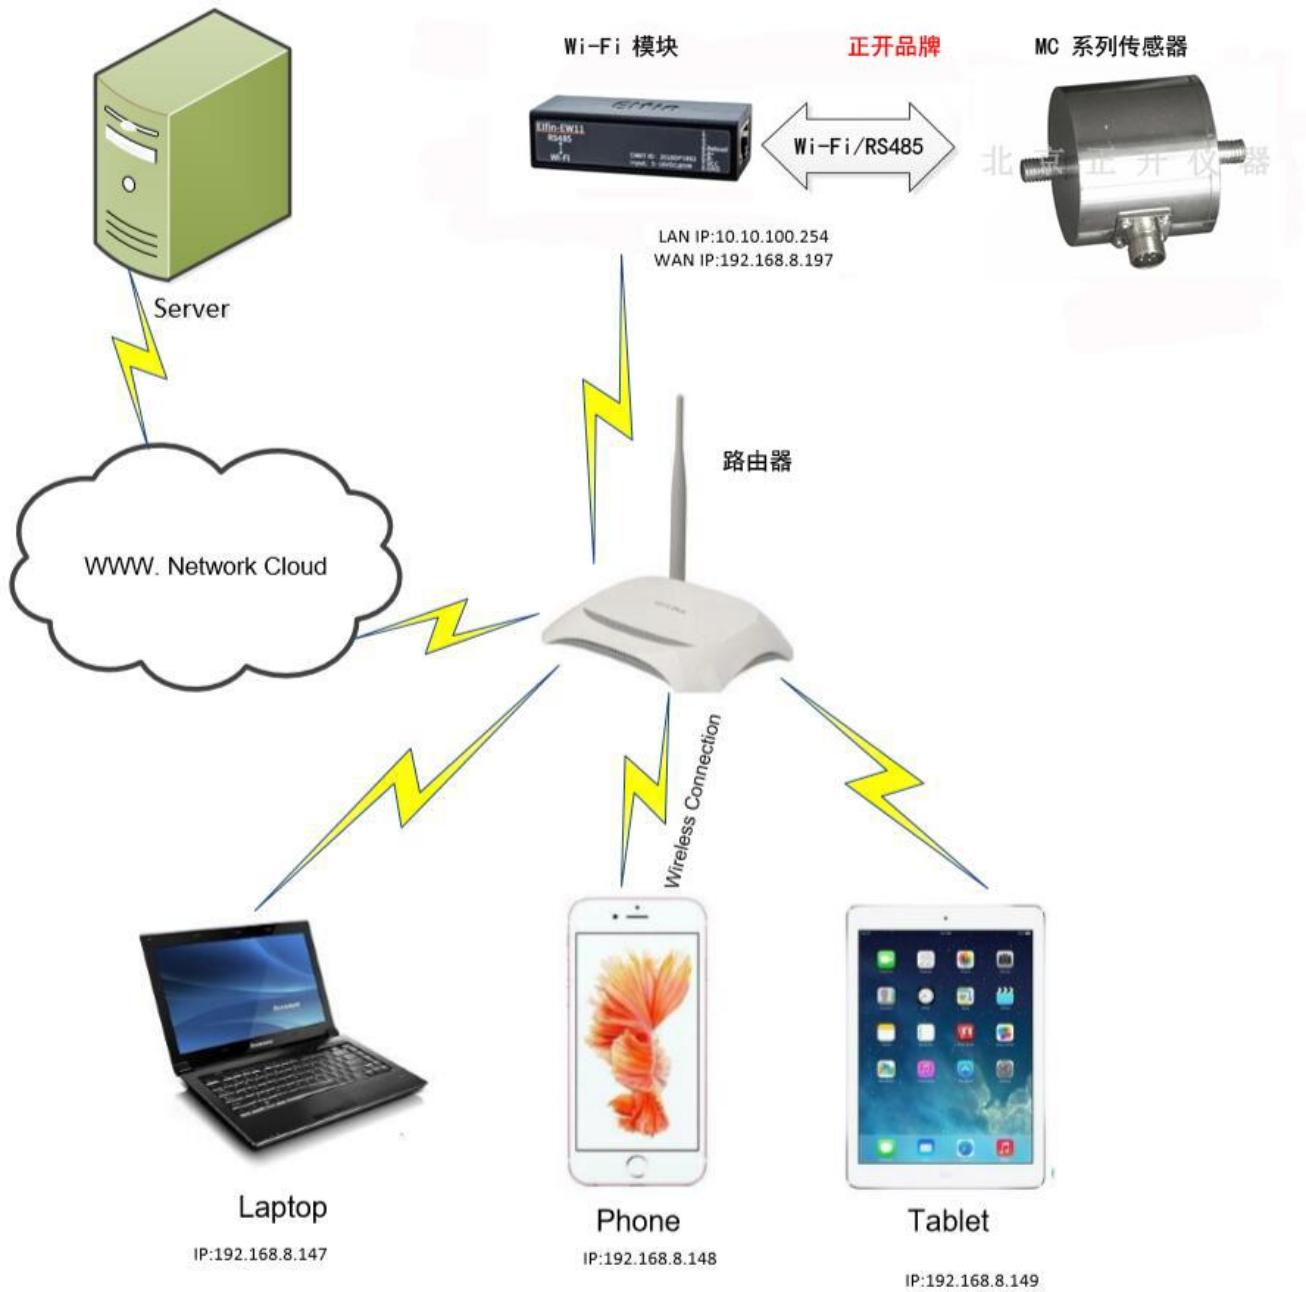 Wi-Fi 模块
正开品牌
MC 系列传感器
Elfin
Elfin-EW11
RS485
Wi-Fi
Wi-Fi/RS485
北京正开仪器
LAN IP:10.10.100.254
WAN IP:192.168.8.197
Server
路由器
WWW. Network Cloud
Wireless Connection
Laptop
Phone
Tablet
IP:192.168.8.147
IP:192.168.8.148
IP:192.168.8.149